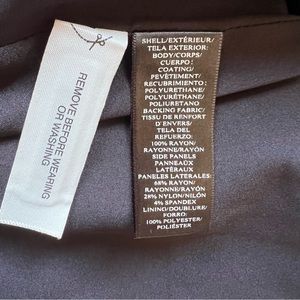 REMOVE BEFORE WEARING
OR WASHING
SHELL/EXTÉRIEUR/
TELA EXTERIOR:
BODY/CORPS/
CUERPO:
COATING/
PEVÊTEMENT/
RECUBRIMIENTO:
POLYURETHANE/
POLYURÉTHANE/
POLIURETANO
BACKING FABRIC/
TISSU DE RENFORT
D'ENVERS/
TELA DEL
REFUERZO:
100% RAYON/
RAYONNE/RAYÓN
SIDE PANELS
PANNEAUX
LATÉRAUX
PANELES LATERALES:
68% RAYON/
RAYONNE/RAYÓN
28% NYLON/NILÓN
4% SPANDEX
LINING/DOUBLURE/
FORRO:
100% POLYESTER/
POLIÉSTER